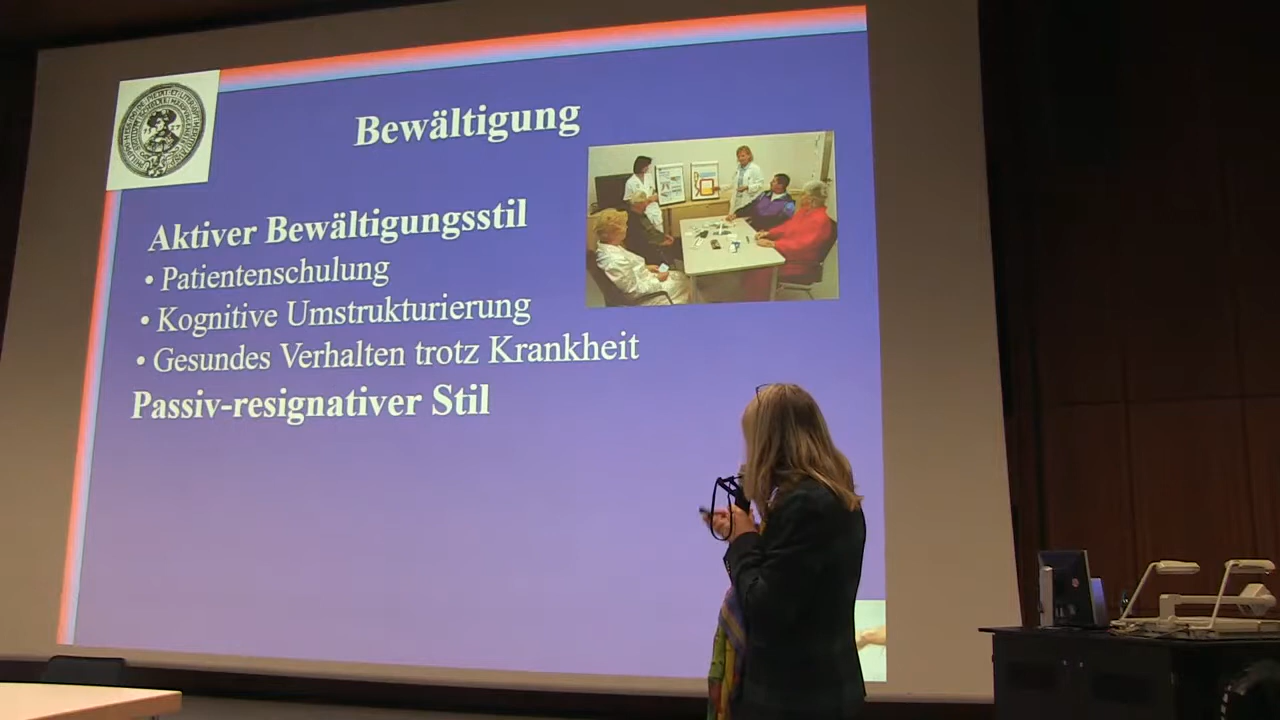 Bewältigung
Aktiver Bewältigungsstil
• Patientenschulung
• Kognitive Umstrukturierung
• Gesundes Verhalten trotz Krankheit
Passiv-resignativer Stil